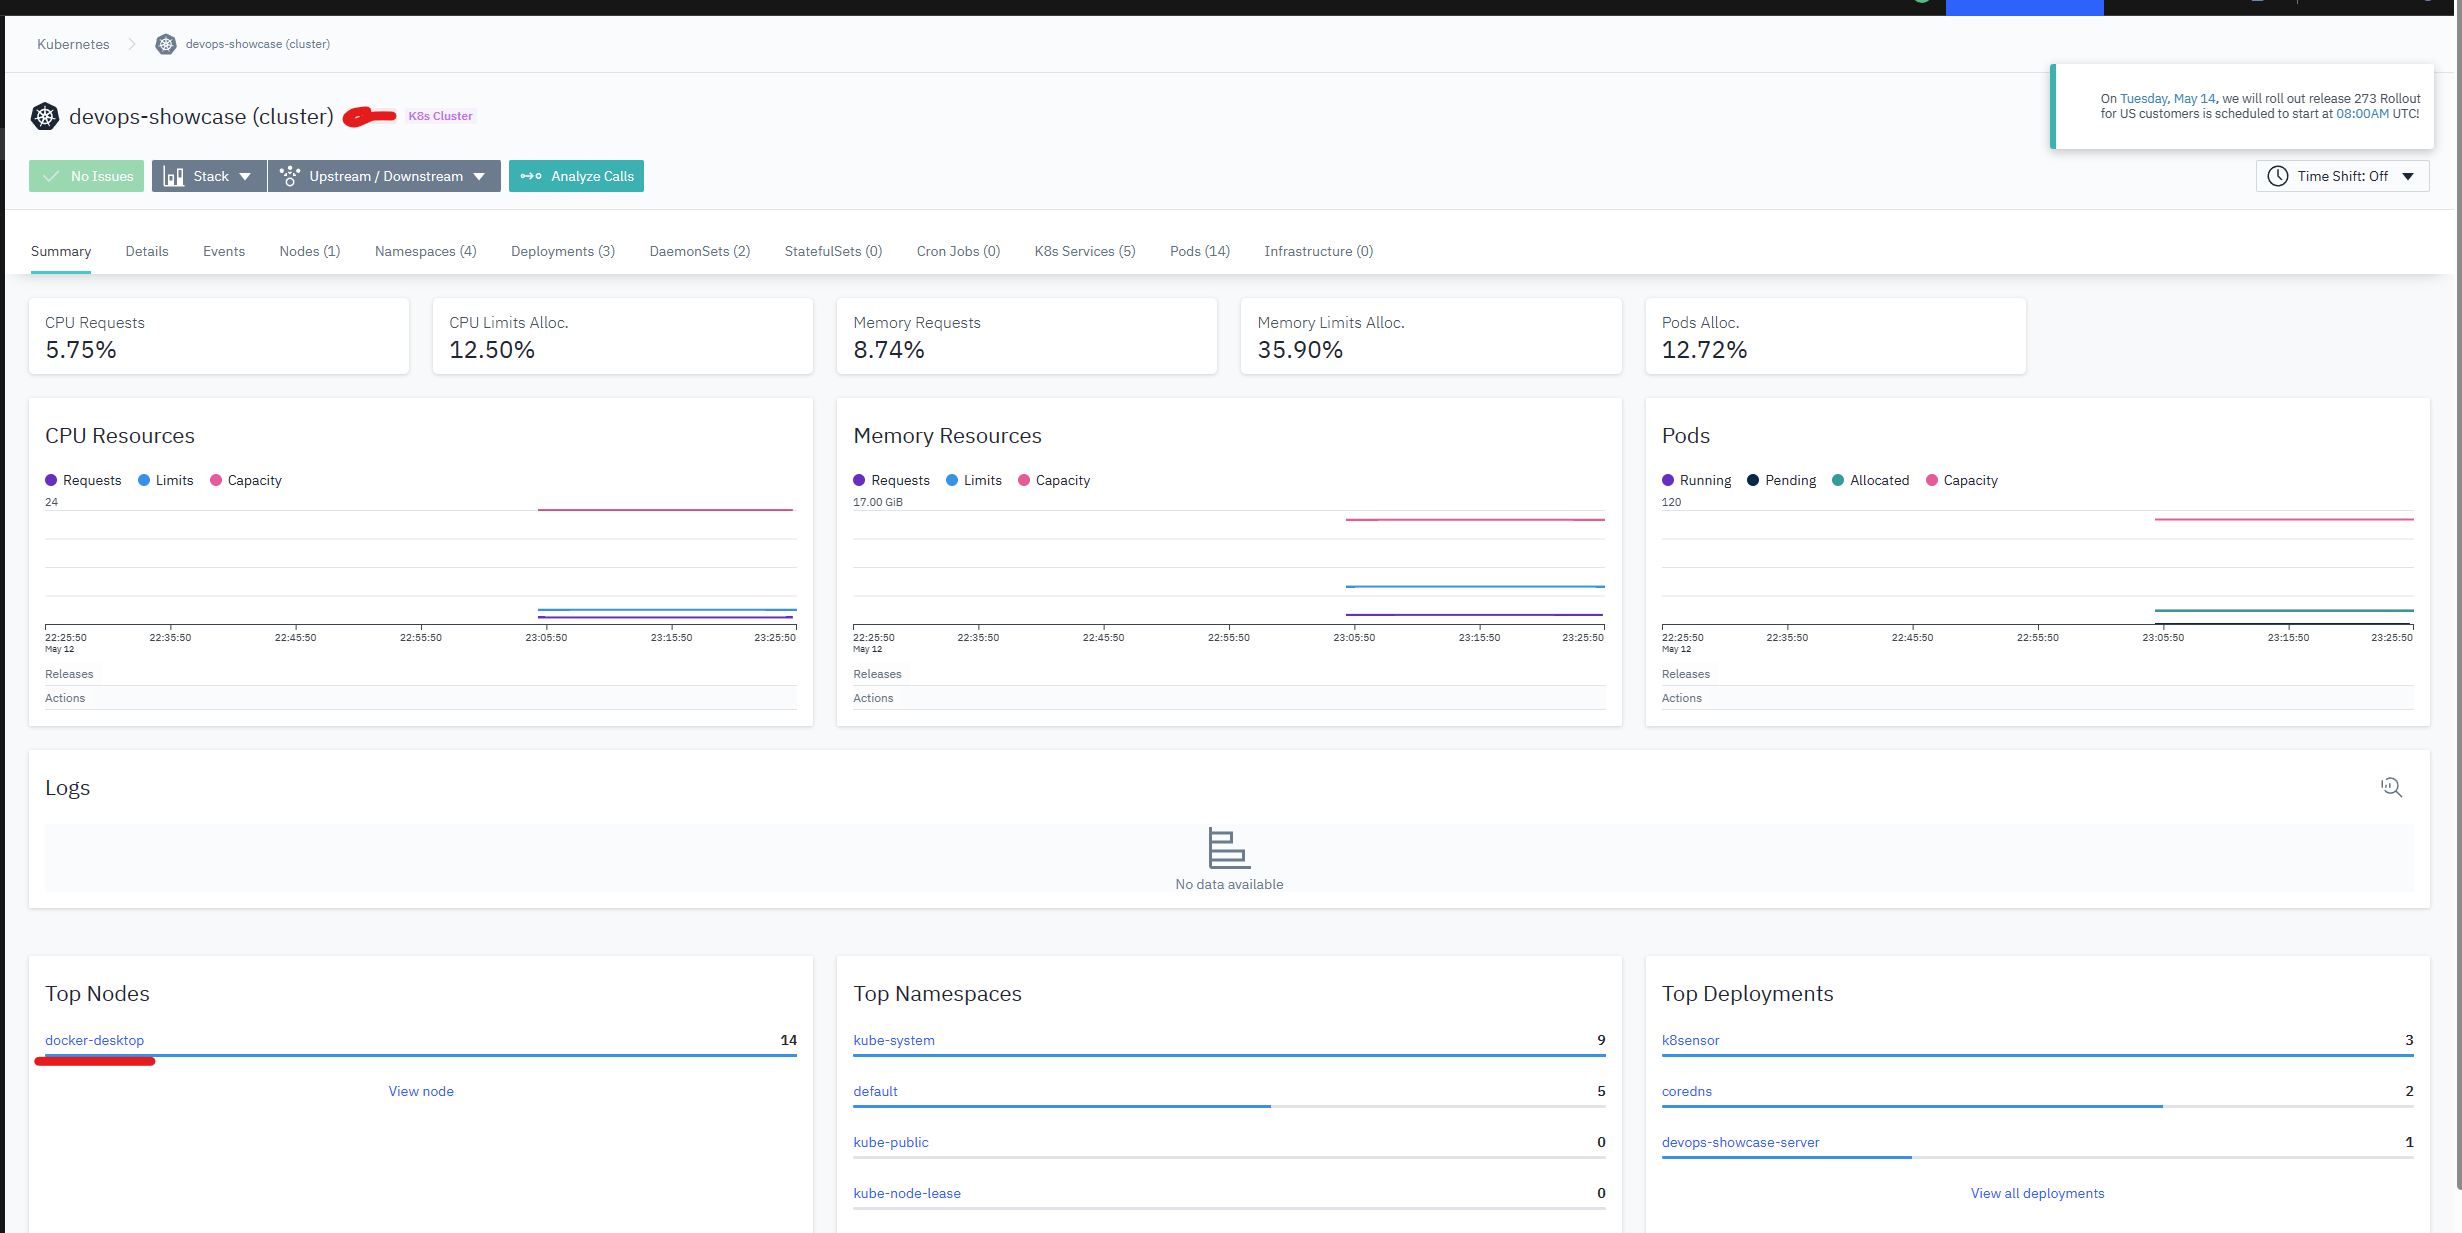 Kubernetes
devops-showcase (cluster)
On Tuesday, May 14, we will roll out release 273 Rollout
for US customers is scheduled to start at 08:00AM UTC!
devops-showcase (cluster)
K8s Cluster
No Issues
Stack
Upstream / Downstream
Analyze Calls
Time Shift: Off
Summary
Details
Events
Nodes (1)
Namespaces (4)
Deployments (3)
DaemonSets (2)
StatefulSets (0)
Cron Jobs (0)
K8s Services (5)
Pods (14)
Infrastructure (0)
CPU Requests
5.75%
CPU Limits Alloc.
12.50%
Memory Requests
8.74%
Memory Limits Alloc.
35.90%
Pods Alloc.
12.72%
CPU Resources
Requests Limits Capacity
24
22:25:50 22:35:50 22:45:50 22:55:50 23:05:50 23:15:50 23:25:50
May 12
Releases
Actions
Memory Resources
Requests Limits Capacity
17.00 GiB
22:25:50 22:35:50 22:45:50 22:55:50 23:05:50 23:15:50 23:25:50
May 12
Releases
Actions
Pods
Running Pending Allocated Capacity
120
22:25:50 22:35:50 22:45:50 22:55:50 23:05:50 23:15:50 23:25:50
May 12
Releases
Actions
Logs
No data available
Top Nodes
docker-desktop 14
View node
Top Namespaces
kube-system 9
default 5
kube-public 0
kube-node-lease 0
Top Deployments
k8sensor 3
coredns 2
devops-showcase-server 1
View all deployments